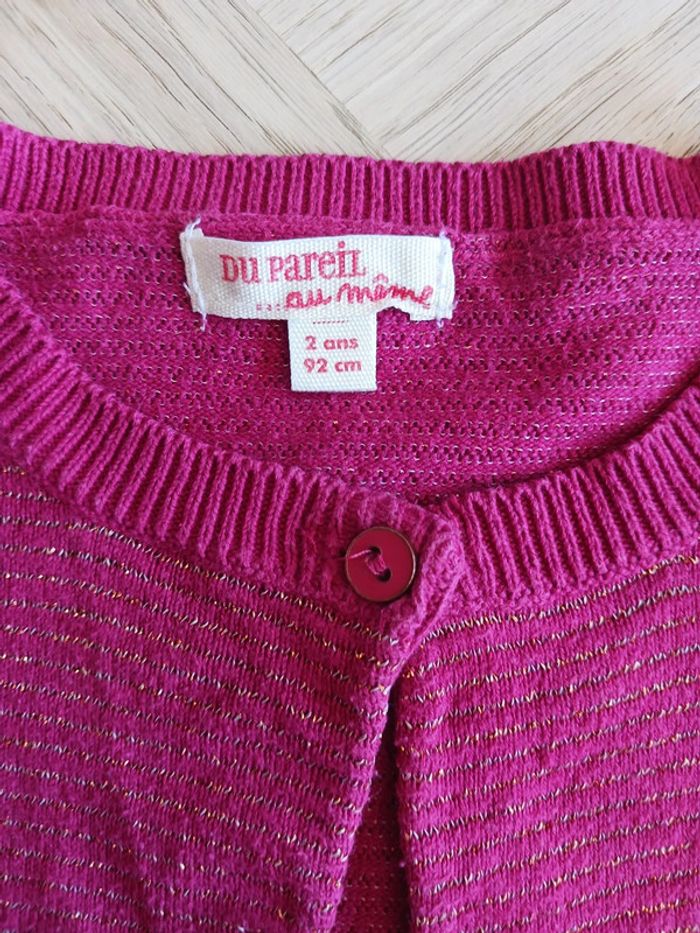 DU PAREIL
...au même
2 ans
92 cm